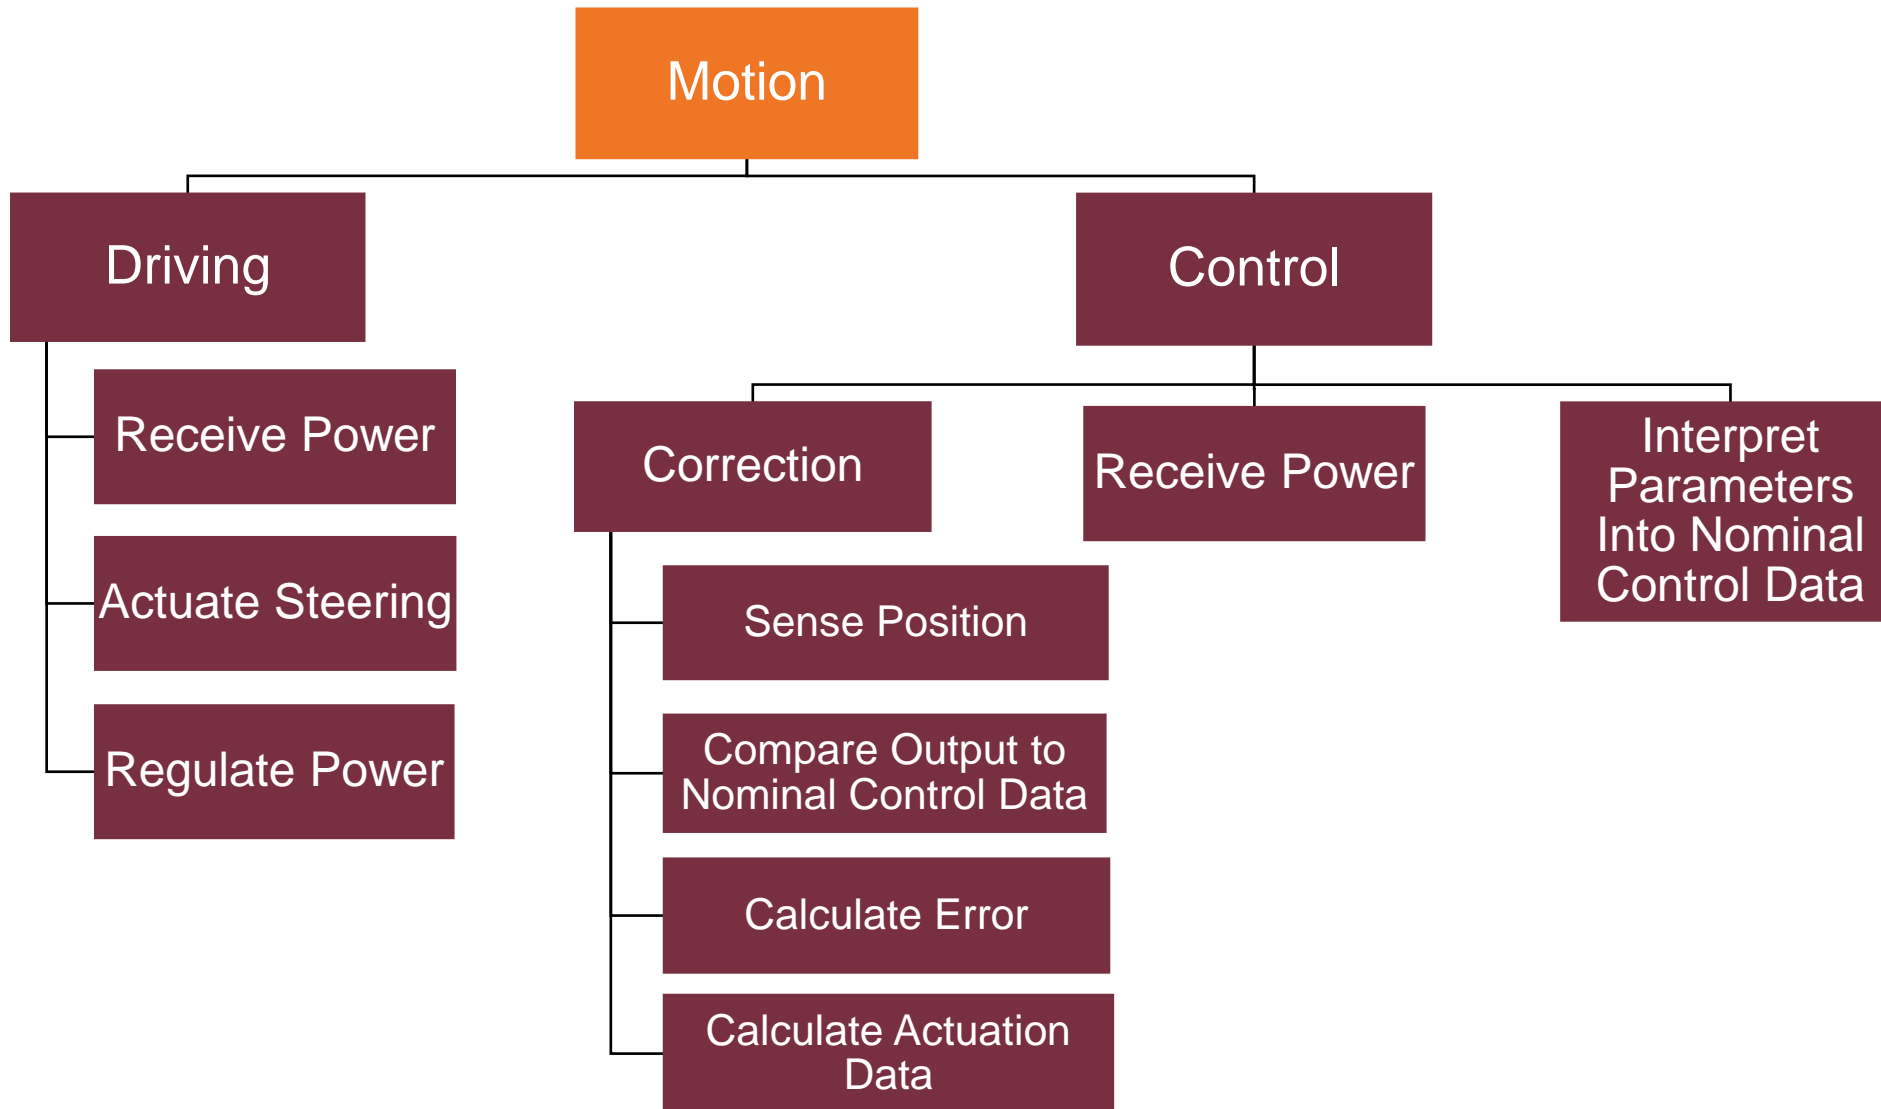 Motion
Driving
Control
Receive Power
Actuate Steering
Regulate Power
Correction
Receive Power
Interpret
Parameters
Into Nominal
Control Data
Sense Position
Compare Output to
Nominal Control Data
Calculate Error
Calculate Actuation
Data